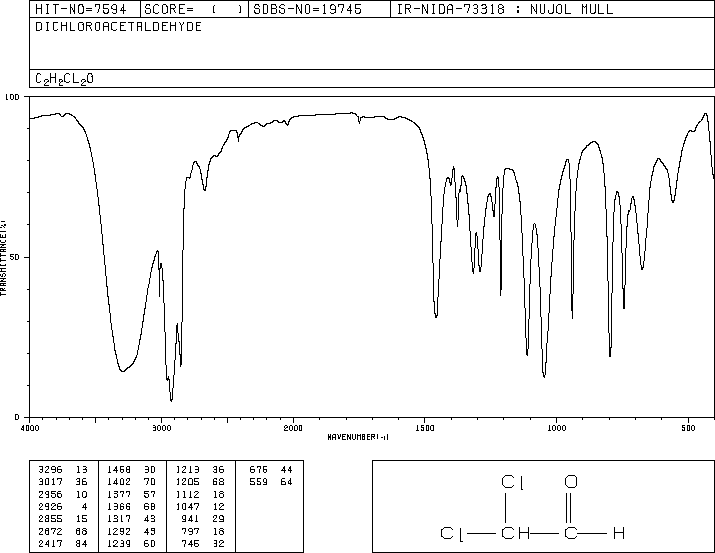 HIT-NO=7594 SCORE= ( ) SDBS-NO=19745 IR-NIDA-73318 : NUJOL MULL
DICHLOROACETALDEHYDE
C2H2CL2O
100
50
0
TRANSMITTANCE(%)
4000 3000 2000 1500 1000 500
WAVENUMBER(-1)
3296 13 1458 30 1213 36 676 44
3017 36 1402 70 1205 68 559 64
2956 10 1377 57 1112 18
2926 4 1366 68 1047 12
2855 15 1317 43 941 29
2672 68 1292 43 797 18
2417 84 1239 60 745 32
Cl O
Cl CH C H